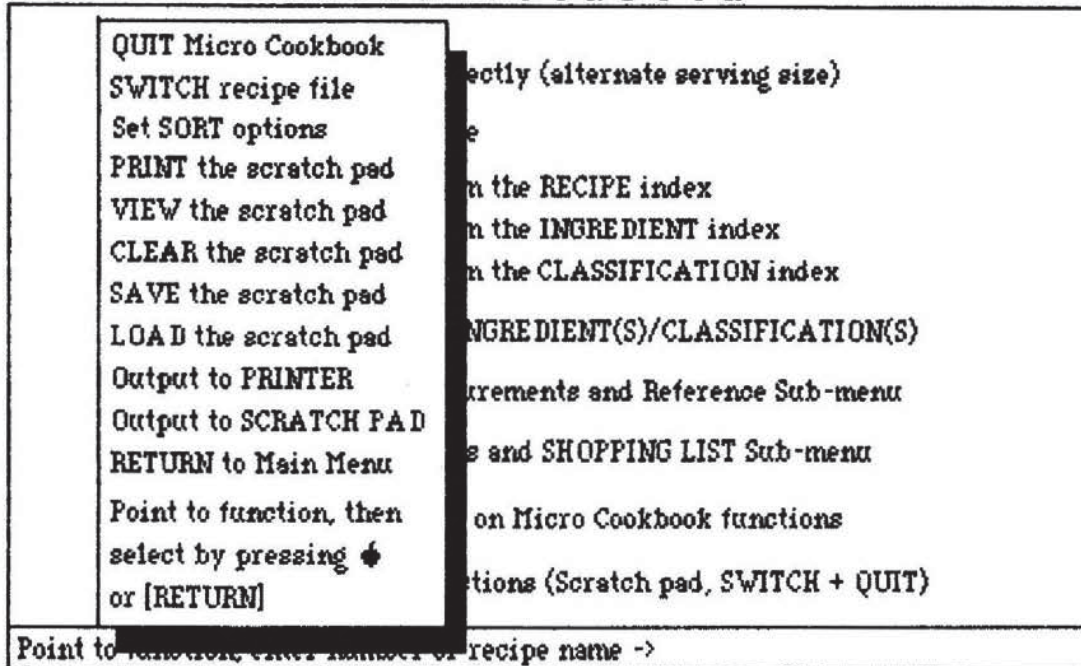 QUIT Micro Cookbook
SWITCH recipe file
Set SORT options
PRINT the scratch pad
VIEW the scratch pad
CLEAR the scratch pad
SAVE the scratch pad
LOAD the scratch pad
Output to PRINTER
Output to SCRATCH PAD
RETURN to Main Menu
Point to function, then
select by pressing
or [RETURN]
ectly (alternate serving size)
e
n the RECIPE index
n the INGREDIENT index
n the CLASSIFICATION index
NGREDIENT(S)/CLASSIFICATION(S)
urements and Reference Sub-menu
s and SHOPPING LIST Sub-menu
on Micro Cookbook functions
ctions (Scratch pad, SWITCH + QUIT)
Point to recipe name ->